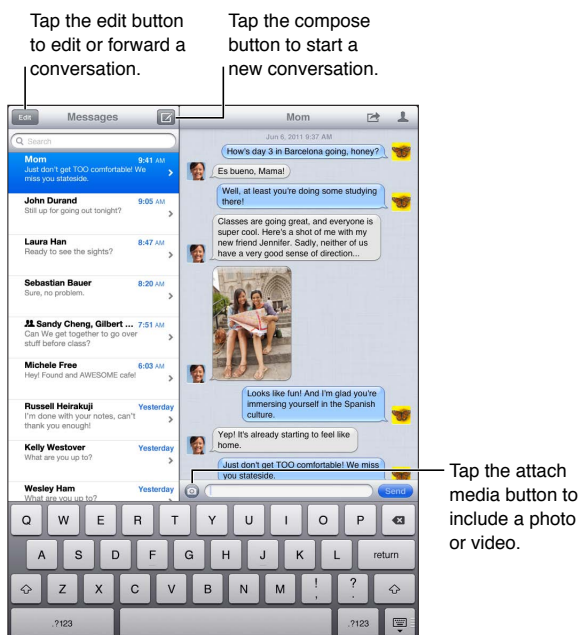 Tap the edit button
to edit or forward a
conversation.
Tap the compose
button to start a
new conversation.
Edit
Messages
Mom
Search
Jun 6, 2011 9:37 AM
Mom 9:41 AM
Just don't get TOO comfortable! We
miss you stateside.
John Durand 9:05 AM
Still up for going out tonight?
Laura Han 8:47 AM
Ready to see the sights?
Sebastian Bauer 8:20 AM
Sure, no problem.
Sandy Cheng, Gilbert ... 7:51 AM
Can We get together to go over
stuff before class?
Michele Free 6:03 AM
Hey! Found and AWESOME cafe!
Russell Heirakuji Yesterday
I'm done with your notes, can't
thank you enough!
Kelly Westover Yesterday
What are you up to?
Wesley Ham Yesterday
What are you up to?
How's day 3 in Barcelona going, honey?
Es bueno, Mama!
Well, at least you're doing some studying
there!
Classes are going great, and everyone is
super cool. Here's a shot of me with my
new friend Jennifer. Sadly, neither of us
have a very good sense of direction...
Looks like fun! And I'm glad you're
immersing yourself in the Spanish
culture.
Yep! It's already starting to feel like
home.
Just don't get TOO comfortable! We miss
you stateside.
Send
Tap the attach
media button to
include a photo
or video.
Q W E R T Y U I O P
A S D F G H J K L return
Z X C V B N M ! , ? .
.?123 .?123